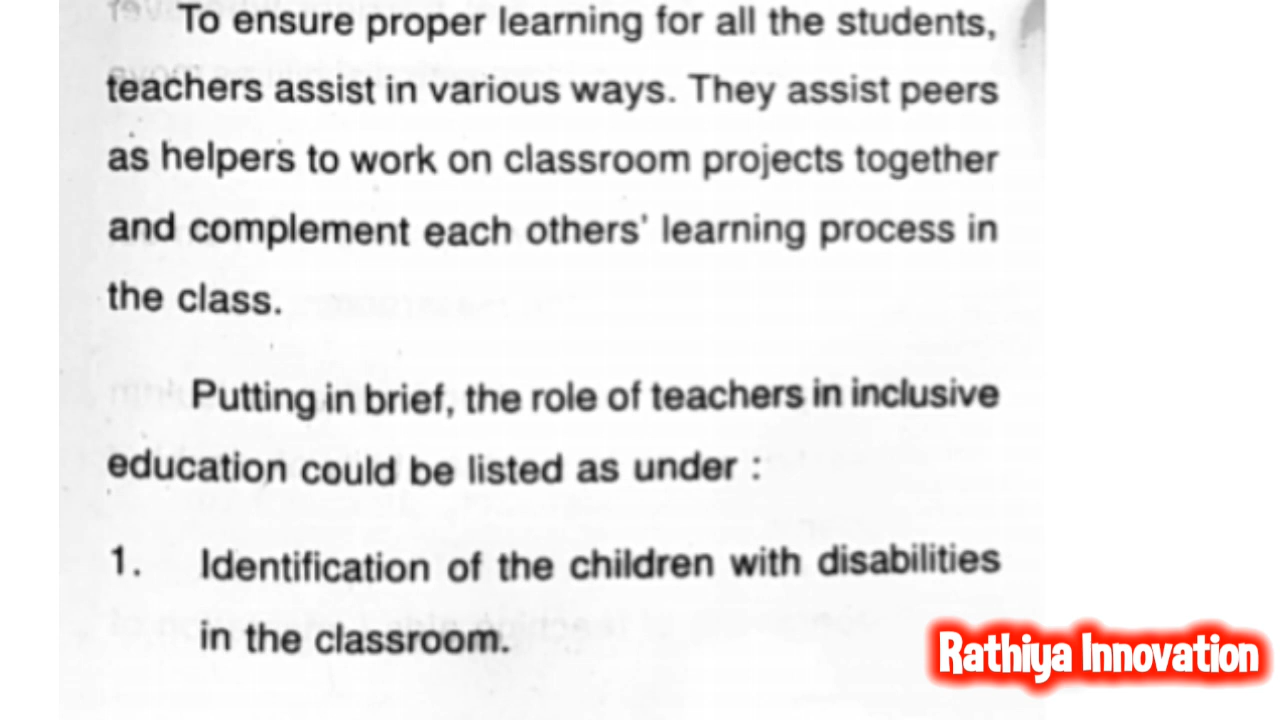 To ensure proper learning for all the students,
teachers assist in various ways. They assist peers
as helpers to work on classroom projects together
and complement each others' learning process in
the class.
Putting in brief, the role of teachers in inclusive
education could be listed as under :
1. Identification of the children with disabilities
in the classroom.
Rathiya Innovation